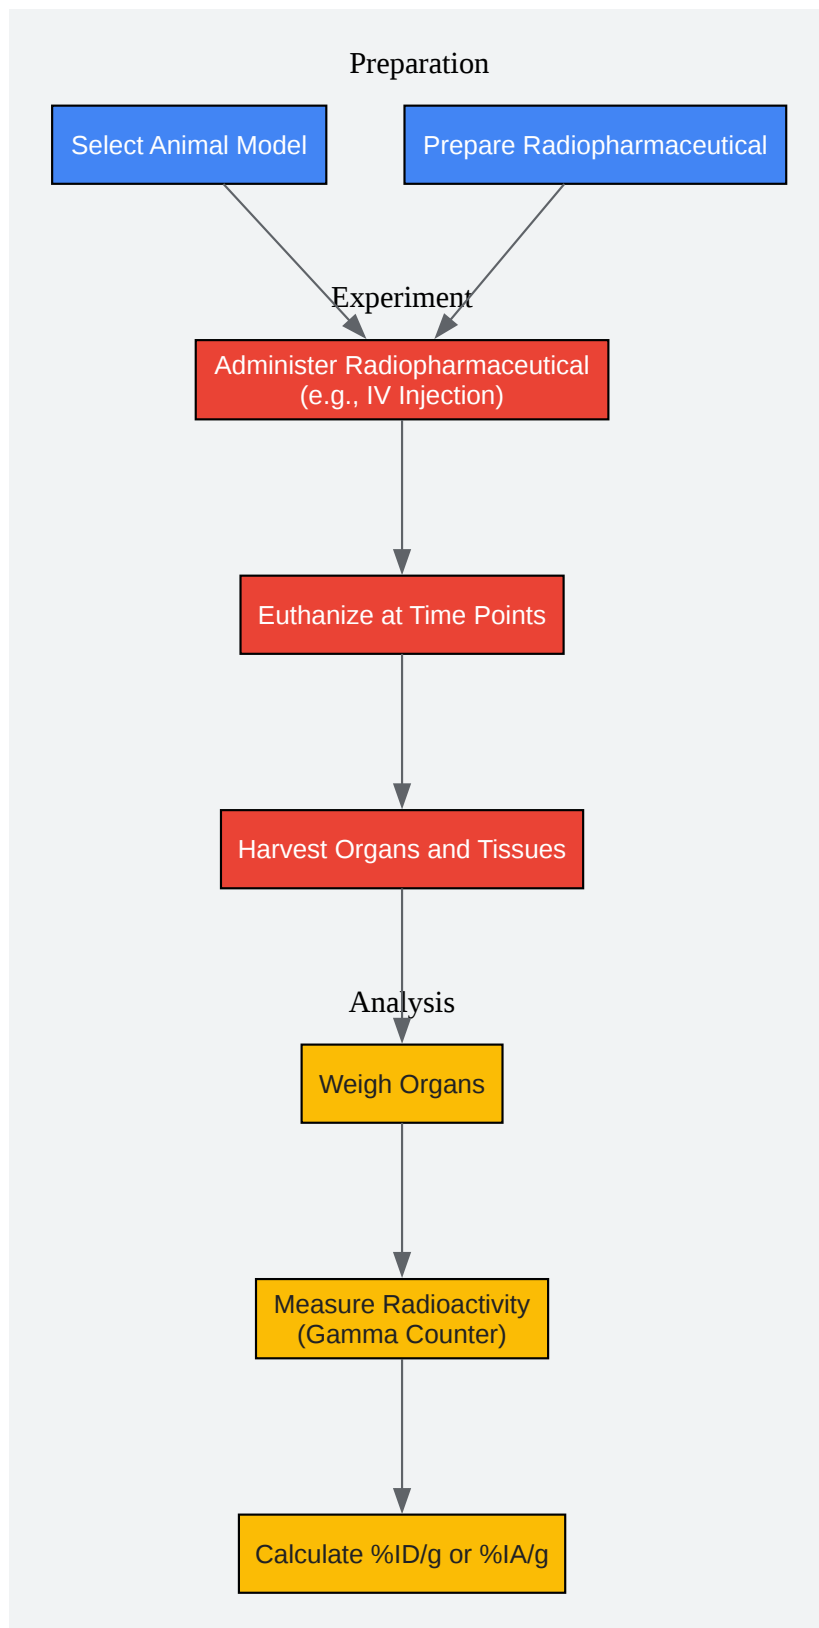 Preparation
Select Animal Model
Prepare Radiopharmaceutical
Experiment
Administer Radiopharmaceutical
(e.g., IV Injection)
Euthanize at Time Points
Harvest Organs and Tissues
Analysis
Weigh Organs
Measure Radioactivity
(Gamma Counter)
Calculate %ID/g or %IA/g